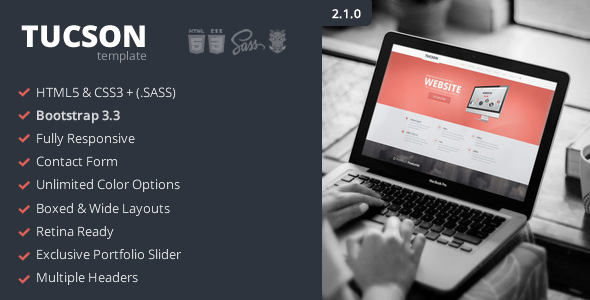 TUCSON
template
HTML
CSS
Sass
HTML5 & CSS3 + (.SASS)
Bootstrap 3.3
Fully Responsive
Contact Form
Unlimited Color Options
Boxed & Wide Layouts
Retina Ready
Exclusive Portfolio Slider
Multiple Headers
2.1.0
TUCSON
WEBSITE
MacBook Pro